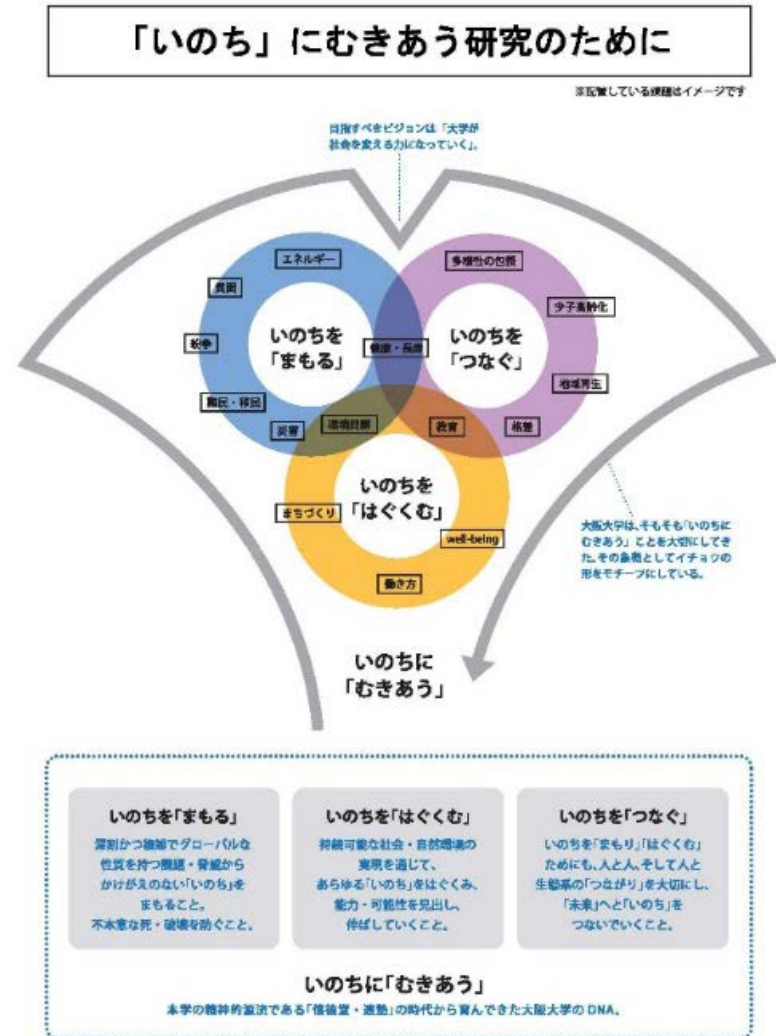 「いのち」にむきあう研究のために
※配置している課題はイメージです
目指すべきビジョンは「大学が
社会を変える力になっていく」。
エネルギー
多様性の包摂
貧困
少子高齢化
いのちを
「まもる」
健康・長寿
いのちを
「つなぐ」
紛争
地域再生
難民・移民
災害
環境問題
教育
格差
いのちを
「はぐくむ」
まちづくり
well-being
働き方
大阪大学は、そもそも「いのちに
むきあう」ことを大切にしてき
た。その象徴としてイチョウの
形をモチーフにしている。
いのちに
「むきあう」
いのちを「まもる」
深刻かつ複雑でグローバルな
性質を持つ課題・脅威から
かけがえのない「いのち」を
まもること。
不本意な死・破壊を防ぐこと。
いのちを「はぐくむ」
持続可能な社会・自然環境の
実現を通じて、
あらゆる「いのち」をはぐくみ、
能力・可能性を見出し、
伸ばしていくこと。
いのちを「つなぐ」
いのちを「まもり」「はぐくむ」
ためにも、人と人、そして人と
生態系の「つながり」を大切にし、
「未来」へと「いのち」を
つないでいくこと。
いのちに「むきあう」
本学の精神的源流である「懐徳堂・適塾」の時代から育んできた大阪大学の DNA。